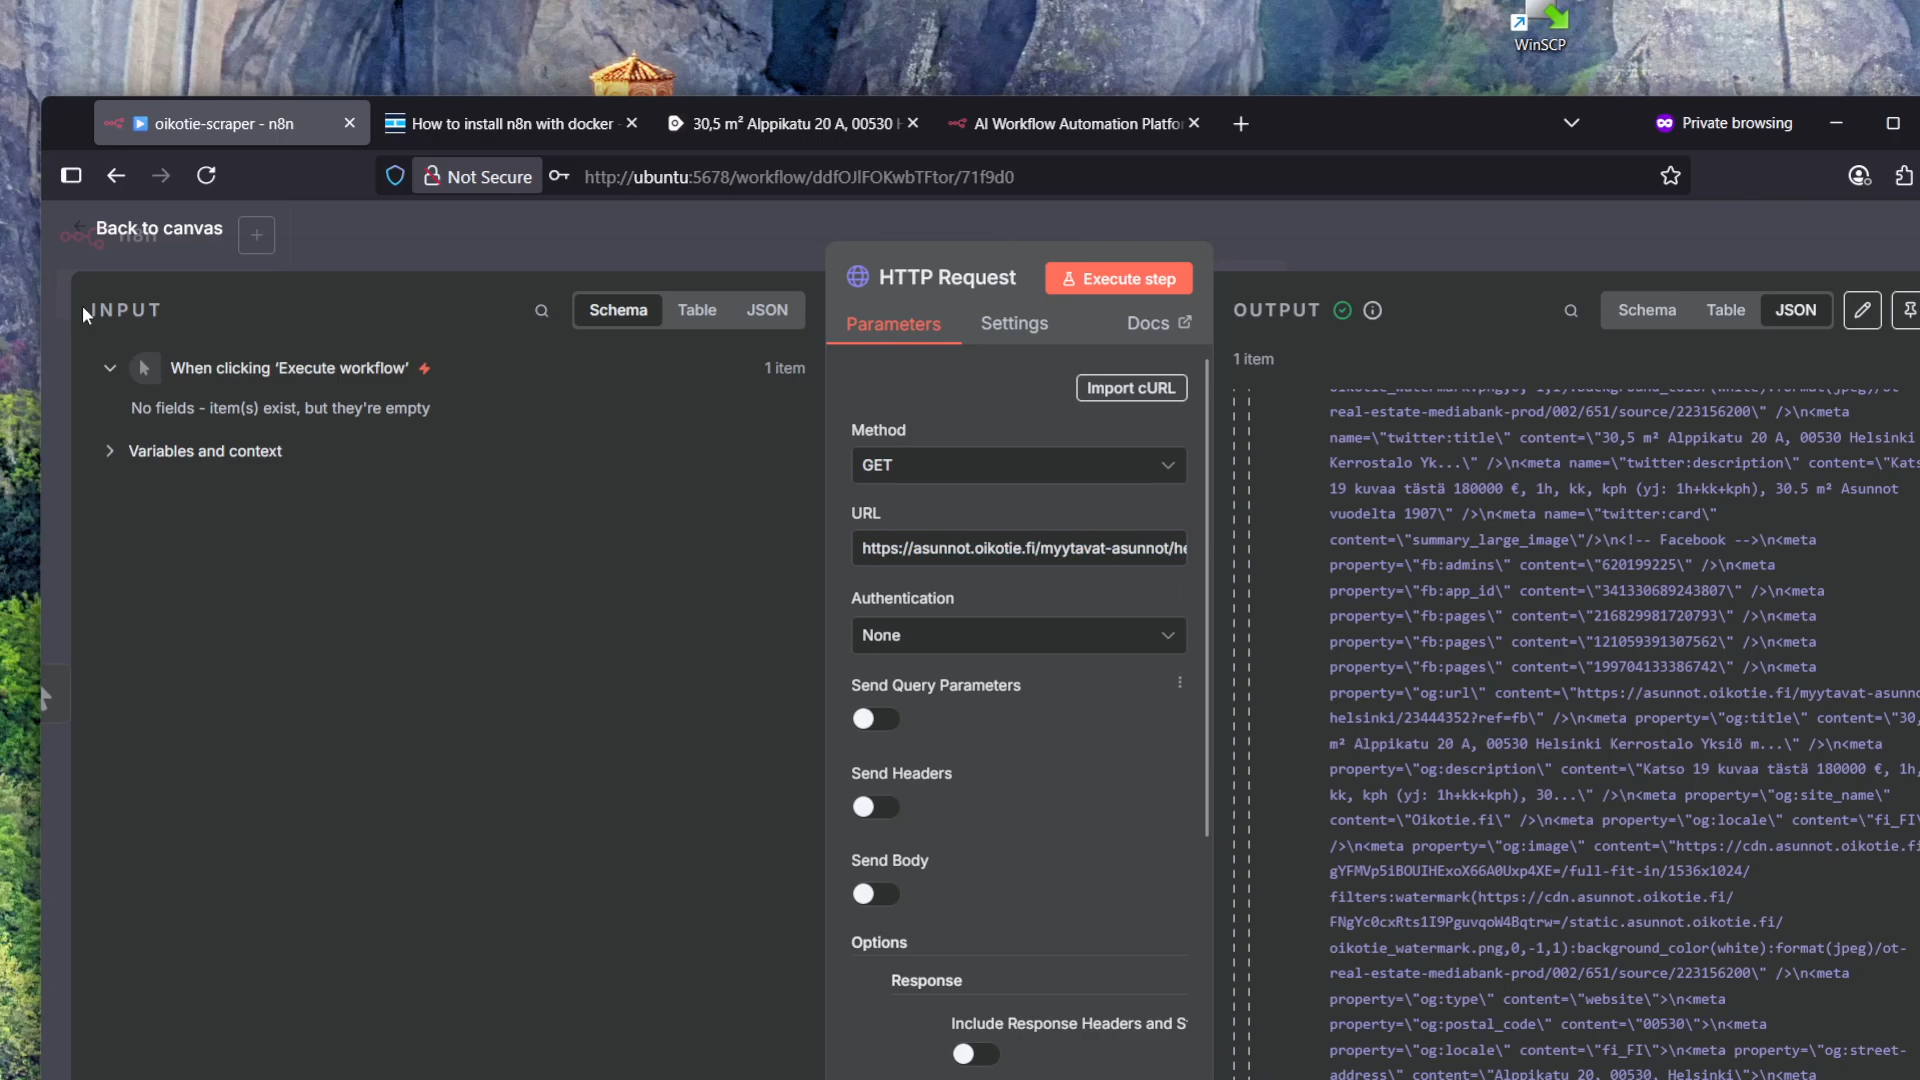 WinSCP
oikotie-scraper - n8n
How to install n8n with docker
30,5 m² Alppikatu 20 A, 00530
AI Workflow Automation Platfo
Private browsing
Not Secure
http://ubuntu:5678/workflow/ddfOJIFOKwbTFtor/71f9d0
Back to canvas
n8n
INPUT
Schema
Table
JSON
When clicking ‘Execute workflow’
1 item
No fields - item(s) exist, but they're empty
Variables and context
HTTP Request
Execute step
Parameters
Settings
Docs
Import cURL
Method
GET
URL
https://asunnot.oikotie.fi/myytavat-asunnot/he
Authentication
None
Send Query Parameters
Send Headers
Send Body
Options
Response
Include Response Headers and S
OUTPUT
Schema
Table
JSON
1 item
oikotie_watermark.png,0,-1,1):background_color(white):format(jpeg)/ot-
real-estate-mediabank-prod/002/651/source/223156200\" />\n<meta
name=\"twitter:title\" content=\"30,5 m² Alppikatu 20 A, 00530 Helsinki
Kerrostalo Yk...\" />\n<meta name=\"twitter:description\" content=\"Kats
19 kuvaa tästä 180000 €, 1h, kk, kph (yj: 1h+kk+kph), 30.5 m² Asunnot
vuodelta 1907\" />\n<meta name=\"twitter:card\"
content=\"summary_large_image\"/>\n<!-- Facebook -->\n<meta
property=\"fb:admins\" content=\"620199225\" />\n<meta
property=\"fb:app_id\" content=\"341330689243807\" />\n<meta
property=\"fb:pages\" content=\"216829981720793\" />\n<meta
property=\"fb:pages\" content=\"121059391307562\" />\n<meta
property=\"fb:pages\" content=\"199704133386742\" />\n<meta
property=\"og:url\" content=\"https://asunnot.oikotie.fi/myytavat-asunno
helsinki/23444352?ref=fb\" />\n<meta property=\"og:title\" content=\"30,
m² Alppikatu 20 A, 00530 Helsinki Kerrostalo Yksiö m...\" />\n<meta
property=\"og:description\" content=\"Katso 19 kuvaa tästä 180000 €, 1h,
kk, kph (yj: 1h+kk+kph), 30...\" />\n<meta property=\"og:site_name\"
content=\"Oikotie.fi\" />\n<meta property=\"og:locale\" content=\"fi_FI\
/>\n<meta property=\"og:image\" content=\"https://cdn.asunnot.oikotie.fi
gYFMVp5iBOUIHExoX66A0Uxp4XE=/full-fit-in/1536x1024/
filters:watermark(https://cdn.asunnot.oikotie.fi/
FNgYc0cxRts1I9PguvqoW4Bqtrw=/static.asunnot.oikotie.fi/
oikotie_watermark.png,0,-1,1):background_color(white):format(jpeg)/ot-
real-estate-mediabank-prod/002/651/source/223156200\" />\n<meta
property=\"og:type\" content=\"website\">\n<meta
property=\"og:postal_code\" content=\"00530\">\n<meta
property=\"og:locale\" content=\"fi_FI\">\n<meta property=\"og:street-
address\" content=\"Alppikatu 20, 00530, Helsinki\">\n<meta